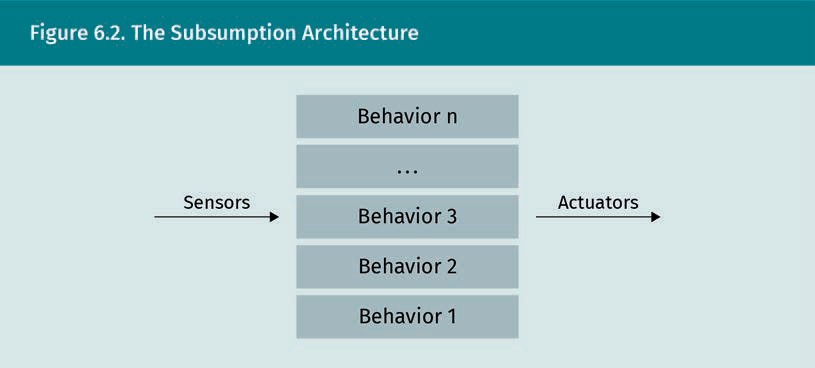 Figure 6.2. The Subsumption Architecture
Behavior n
...
Sensors
Behavior 3
Actuators
Behavior 2
Behavior 1